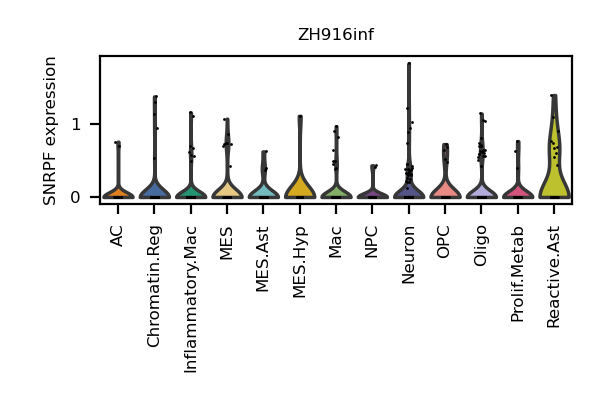 ZH916inf
SNRPF expression
1
0
AC
Chromatin.Reg
Inflammatory.Mac
MES
MES.Ast
MES.Hyp
Mac
NPC
Neuron
OPC
Oligo
Prolif.Metab
Reactive.Ast